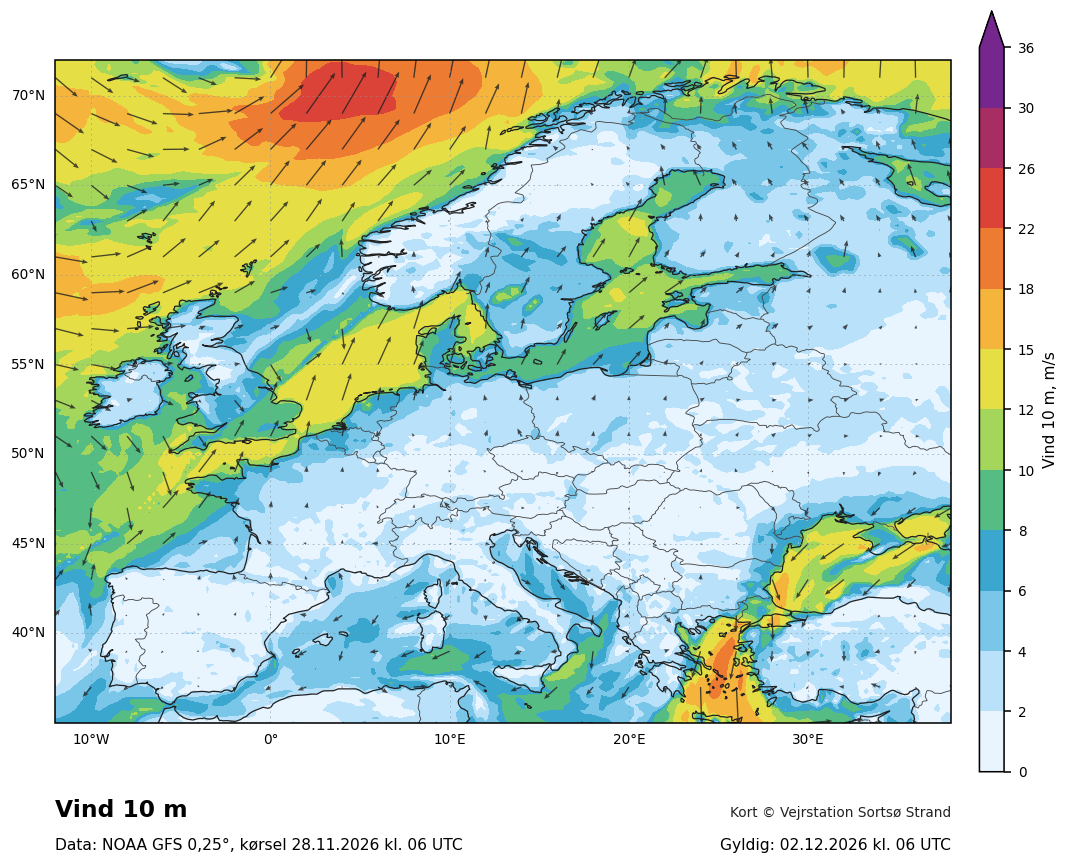 36
30
26
22
18
15
12
10
8
6
4
2
0
Vind 10 m, m/s
70°N
65°N
60°N
55°N
50°N
45°N
40°N
10°W
0°
10°E
20°E
30°E
Vind 10 m
Kort © Vejrstation Sortsø Strand
Data: NOAA GFS 0,25°, kørsel 28.11.2026 kl. 06 UTC
Gyldig: 02.12.2026 kl. 06 UTC